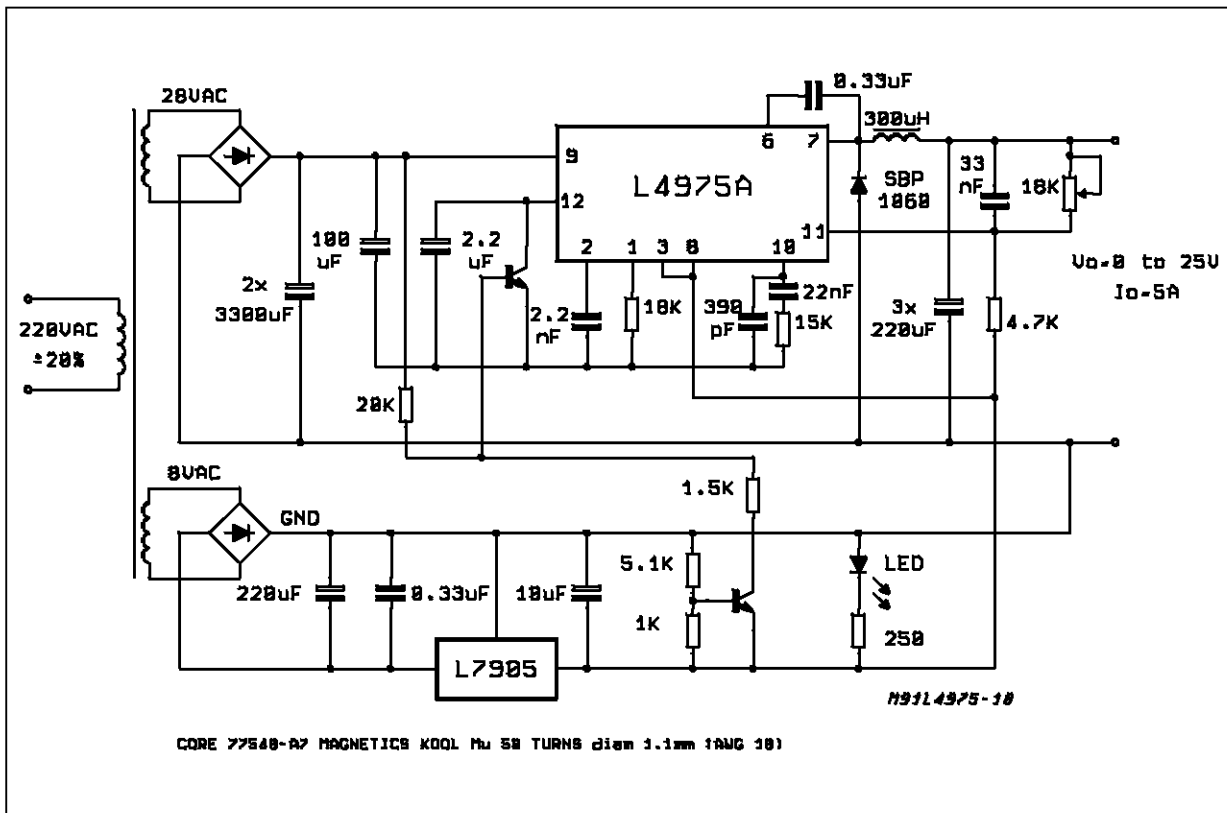 28VAC
0.33uF
300uH
6
7
9
L4975A
12
SBP
1060
33
nF
18K
11
100
uF
2.2
uF
2
1
3
8
10
2x
3300uF
2.2
nF
18K
390
pF
22nF
15K
Vo=0 to 25V
Io=5A
3x
220uF
4.7K
220VAC
±20%
20K
8VAC
GND
1.5K
220uF
0.33uF
10uF
5.1K
1K
LED
250
L7905
M91L4975-10
CORE 77548-A7 MAGNETICS KOOL Mu 50 TURNS diam 1.1mm (AWG 18)